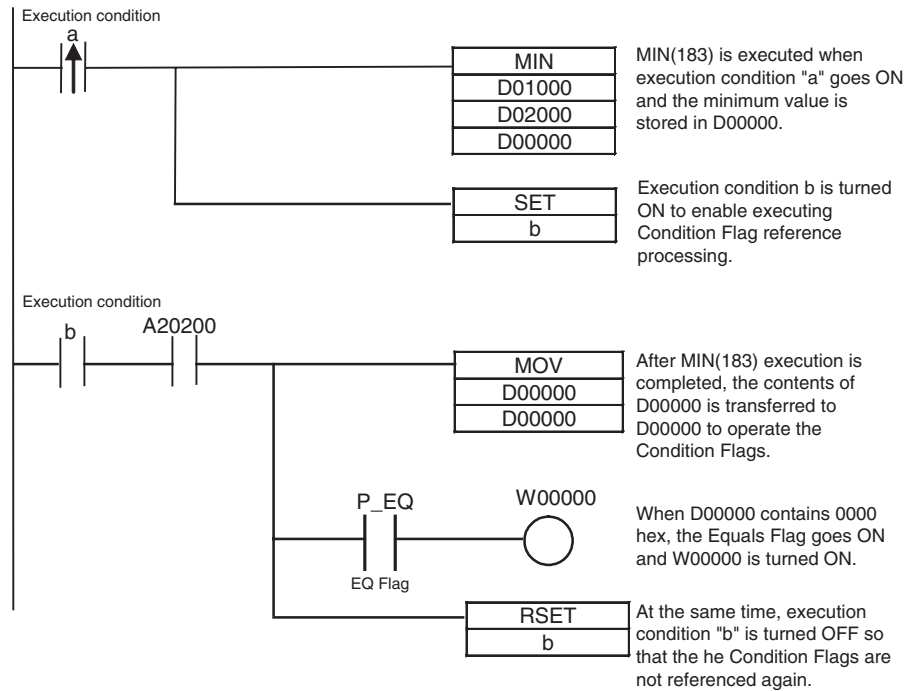 Execution condition
a
MIN
D01000
D02000
D00000
MIN(183) is executed when
execution condition "a" goes ON
and the minimum value is
stored in D00000.
SET
b
Execution condition b is turned
ON to enable executing
Condition Flag reference
processing.
Execution condition
b
A20200
MOV
D00000
D00000
After MIN(183) execution is
completed, the contents of
D00000 is transferred to
D00000 to operate the
Condition Flags.
P_EQ
EQ Flag
W00000
When D00000 contains 0000
hex, the Equals Flag goes ON
and W00000 is turned ON.
RSET
b
At the same time, execution
condition "b" is turned OFF so
that the he Condition Flags are
not referenced again.